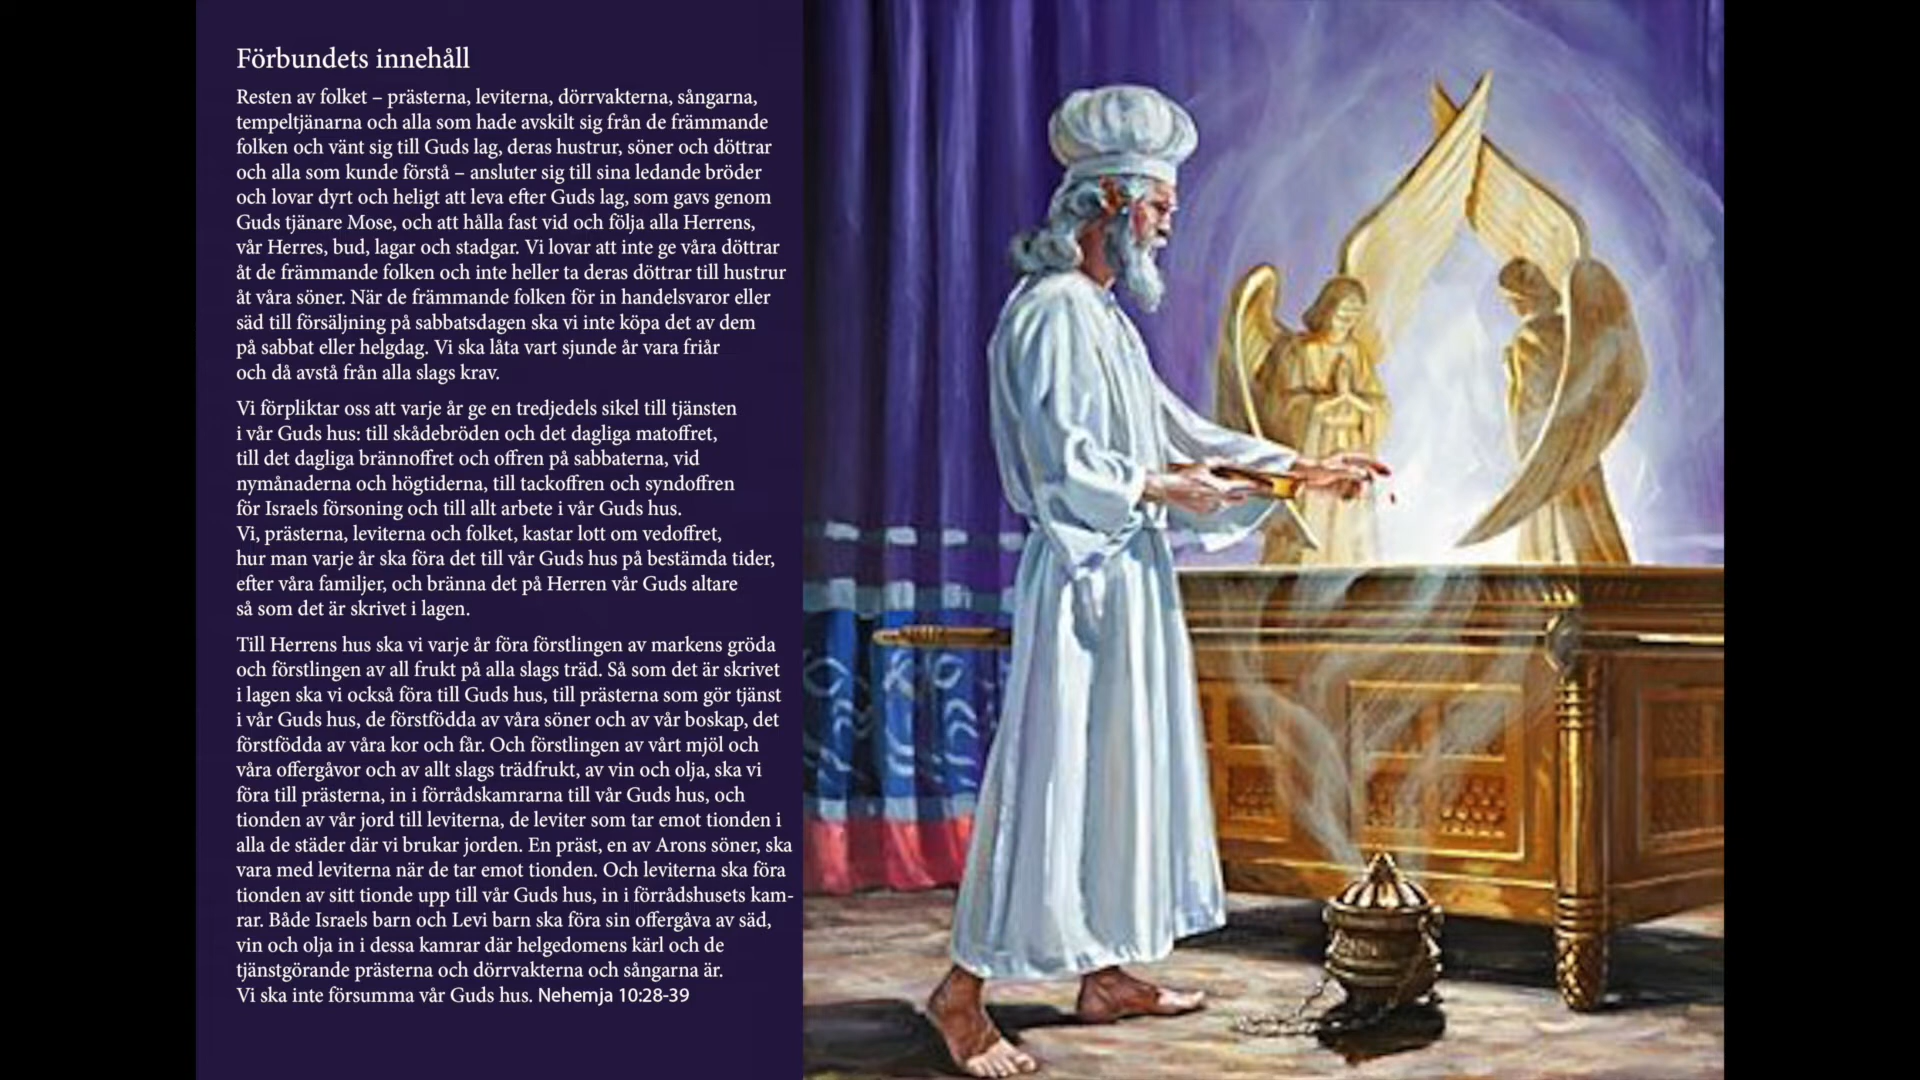 Förbundets innehåll
Resten av folket – prästerna, leviterna, dörrvakterna, sångarna,
tempeltjänarna och alla som hade avskilt sig från de främmande
folken och vänt sig till Guds lag, deras hustrur, söner och döttrar
och alla som kunde förstå – ansluter sig till sina ledande bröder
och lovar dyrt och heligt att leva efter Guds lag, som gavs genom
Guds tjänare Mose, och att hålla fast vid och följa alla Herrens,
vår Herres, bud, lagar och stadgar. Vi lovar att inte ge våra döttrar
åt de främmande folken och inte heller ta deras döttrar till hustrur
åt våra söner. När de främmande folken för in handelsvaror eller
säd till försäljning på sabbatsdagen ska vi inte köpa det av dem
på sabbat eller helgdag. Vi ska låta vart sjunde år vara friår
och då avstå från alla slags krav.
Vi förpliktar oss att varje år ge en tredjedels sikel till tjänsten
i vår Guds hus: till skådebröden och det dagliga matoffret,
till det dagliga brännoffret och offren på sabbaterna, vid
nymånaderna och högtiderna, till tackoffren och syndoffren
för Israels försoning och till allt arbete i vår Guds hus.
Vi, prästerna, leviterna och folket, kastar lott om vedoffret,
hur man varje år ska föra det till vår Guds hus på bestämda tider,
efter våra familjer, och bränna det på Herren vår Guds altare
så som det är skrivet i lagen.
Till Herrens hus ska vi varje år föra förstlingen av markens gröda
och förstlingen av all frukt på alla slags träd. Så som det är skrivet
i lagen ska vi också föra till Guds hus, till prästerna som gör tjänst
i vår Guds hus, de förstfödda av våra söner och av vår boskap, det
förstfödda av våra kor och får. Och förstlingen av vårt mjöl och
våra offergåvor och av allt slags trädfrukt, av vin och olja, ska vi
föra till prästerna, in i förrådskamrarna till vår Guds hus, och
tionden av vår jord till leviterna, de leviter som tar emot tionden i
alla de städer där vi brukar jorden. En präst, en av Arons söner, ska
vara med leviterna när de tar emot tionden. Och leviterna ska föra
tionden av sitt tionde upp till vår Guds hus, in i förrådshusets kam-
rar. Både Israels barn och Levi barn ska föra sin offergåva av säd,
vin och olja in i dessa kamrar där helgedomens kärl och de
tjänstgörande prästerna och dörrvakterna och sångarna är.
Vi ska inte försumma vår Guds hus. Nehemja 10:28-39